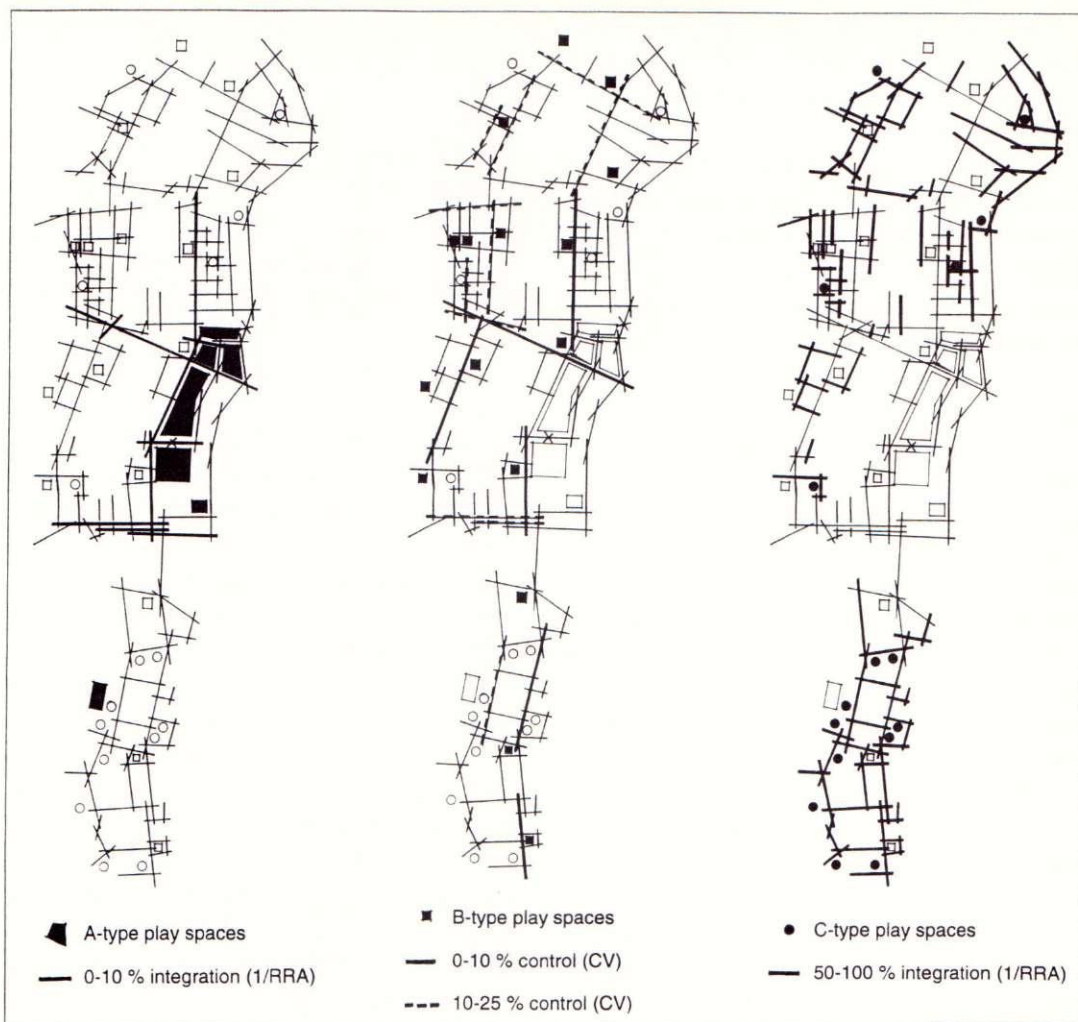 A-type play spaces
0-10 % integration (1/RRA)
B-type play spaces
0-10 % control (CV)
10-25 % control (CV)
C-type play spaces
50-100 % integration (1/RRA)